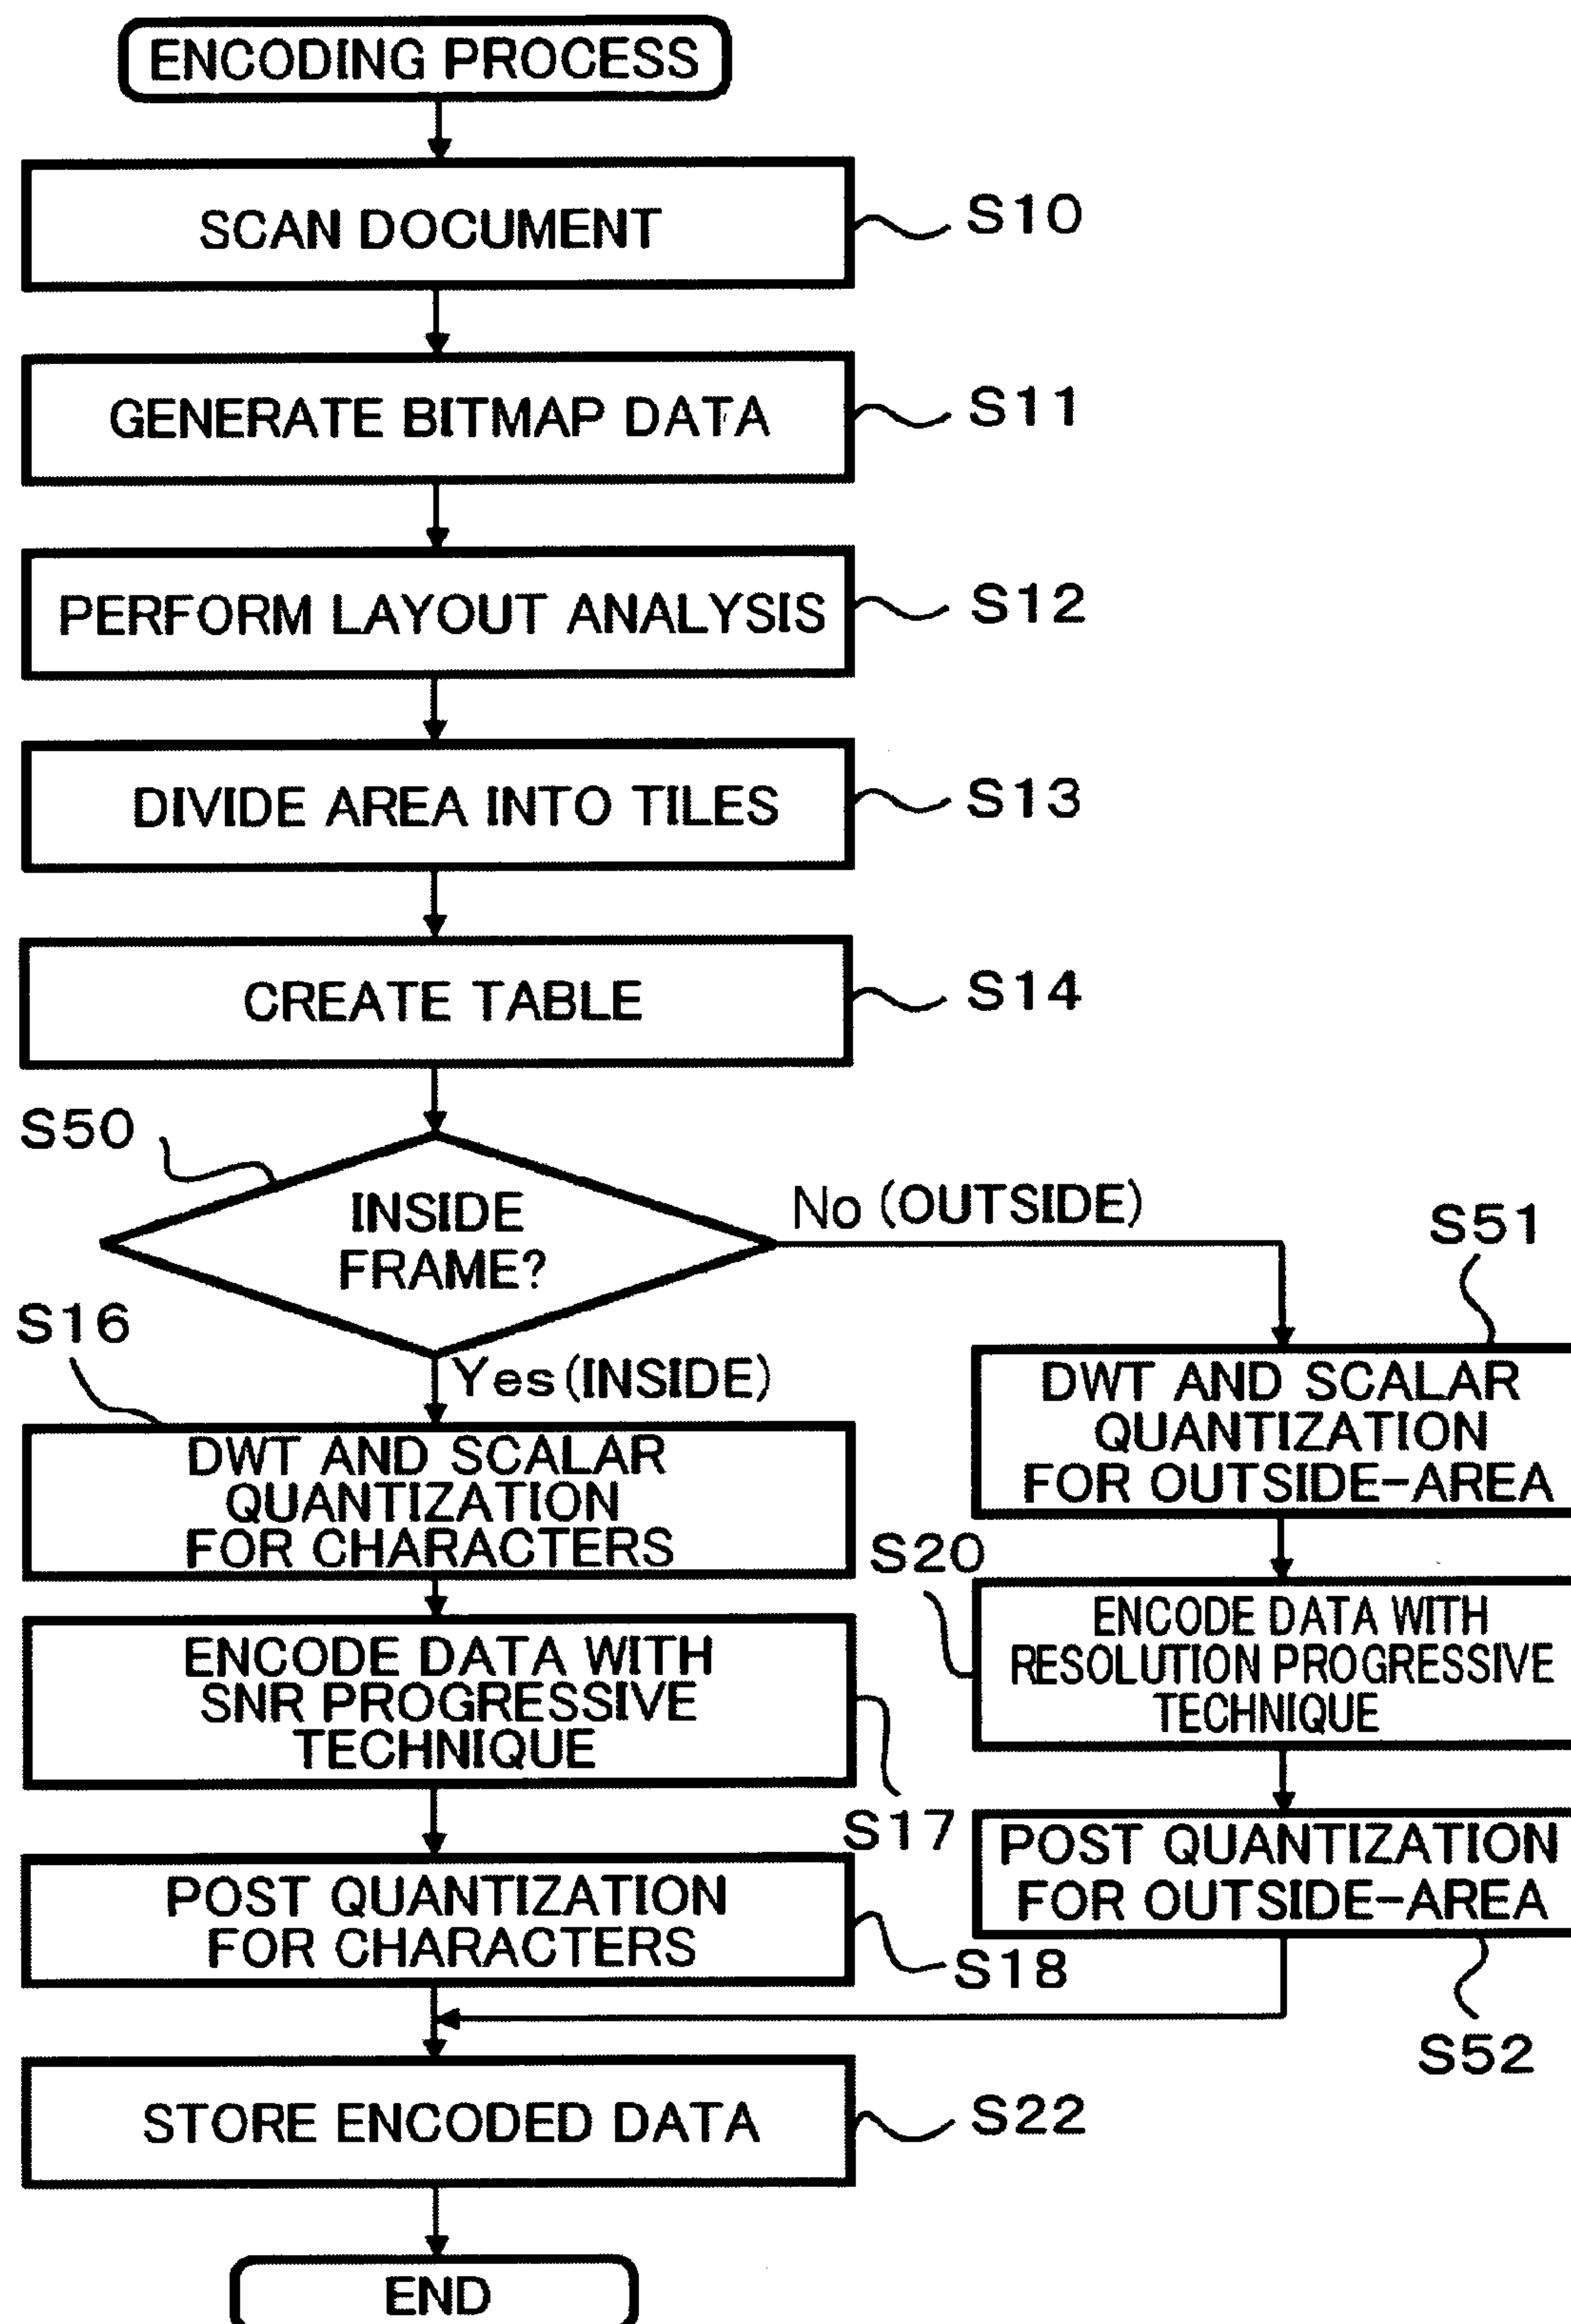 ENCODING PROCESS
SCAN DOCUMENT
S10
GENERATE BITMAP DATA
S11
PERFORM LAYOUT ANALYSIS
S12
DIVIDE AREA INTO TILES
S13
CREATE TABLE
S14
S50
INSIDE
FRAME?
No (OUTSIDE)
Yes (INSIDE)
S16
DWT AND SCALAR
QUANTIZATION
FOR CHARACTERS
ENCODE DATA WITH
SNR PROGRESSIVE
TECHNIQUE
S17
POST QUANTIZATION
FOR CHARACTERS
S18
S51
DWT AND SCALAR
QUANTIZATION
FOR OUTSIDE-AREA
S20
ENCODE DATA WITH
RESOLUTION PROGRESSIVE
TECHNIQUE
POST QUANTIZATION
FOR OUTSIDE-AREA
S52
STORE ENCODED DATA
S22
END